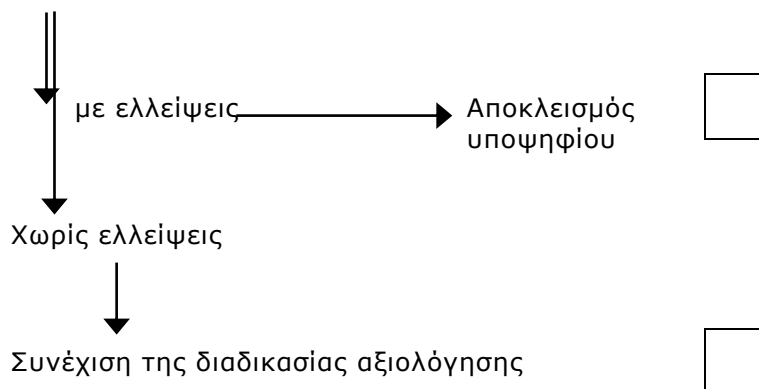 με ελλείψεις
Αποκλεισμός
υποψηφίου
Χωρίς ελλείψεις
Συνέχιση της διαδικασίας αξιολόγησης